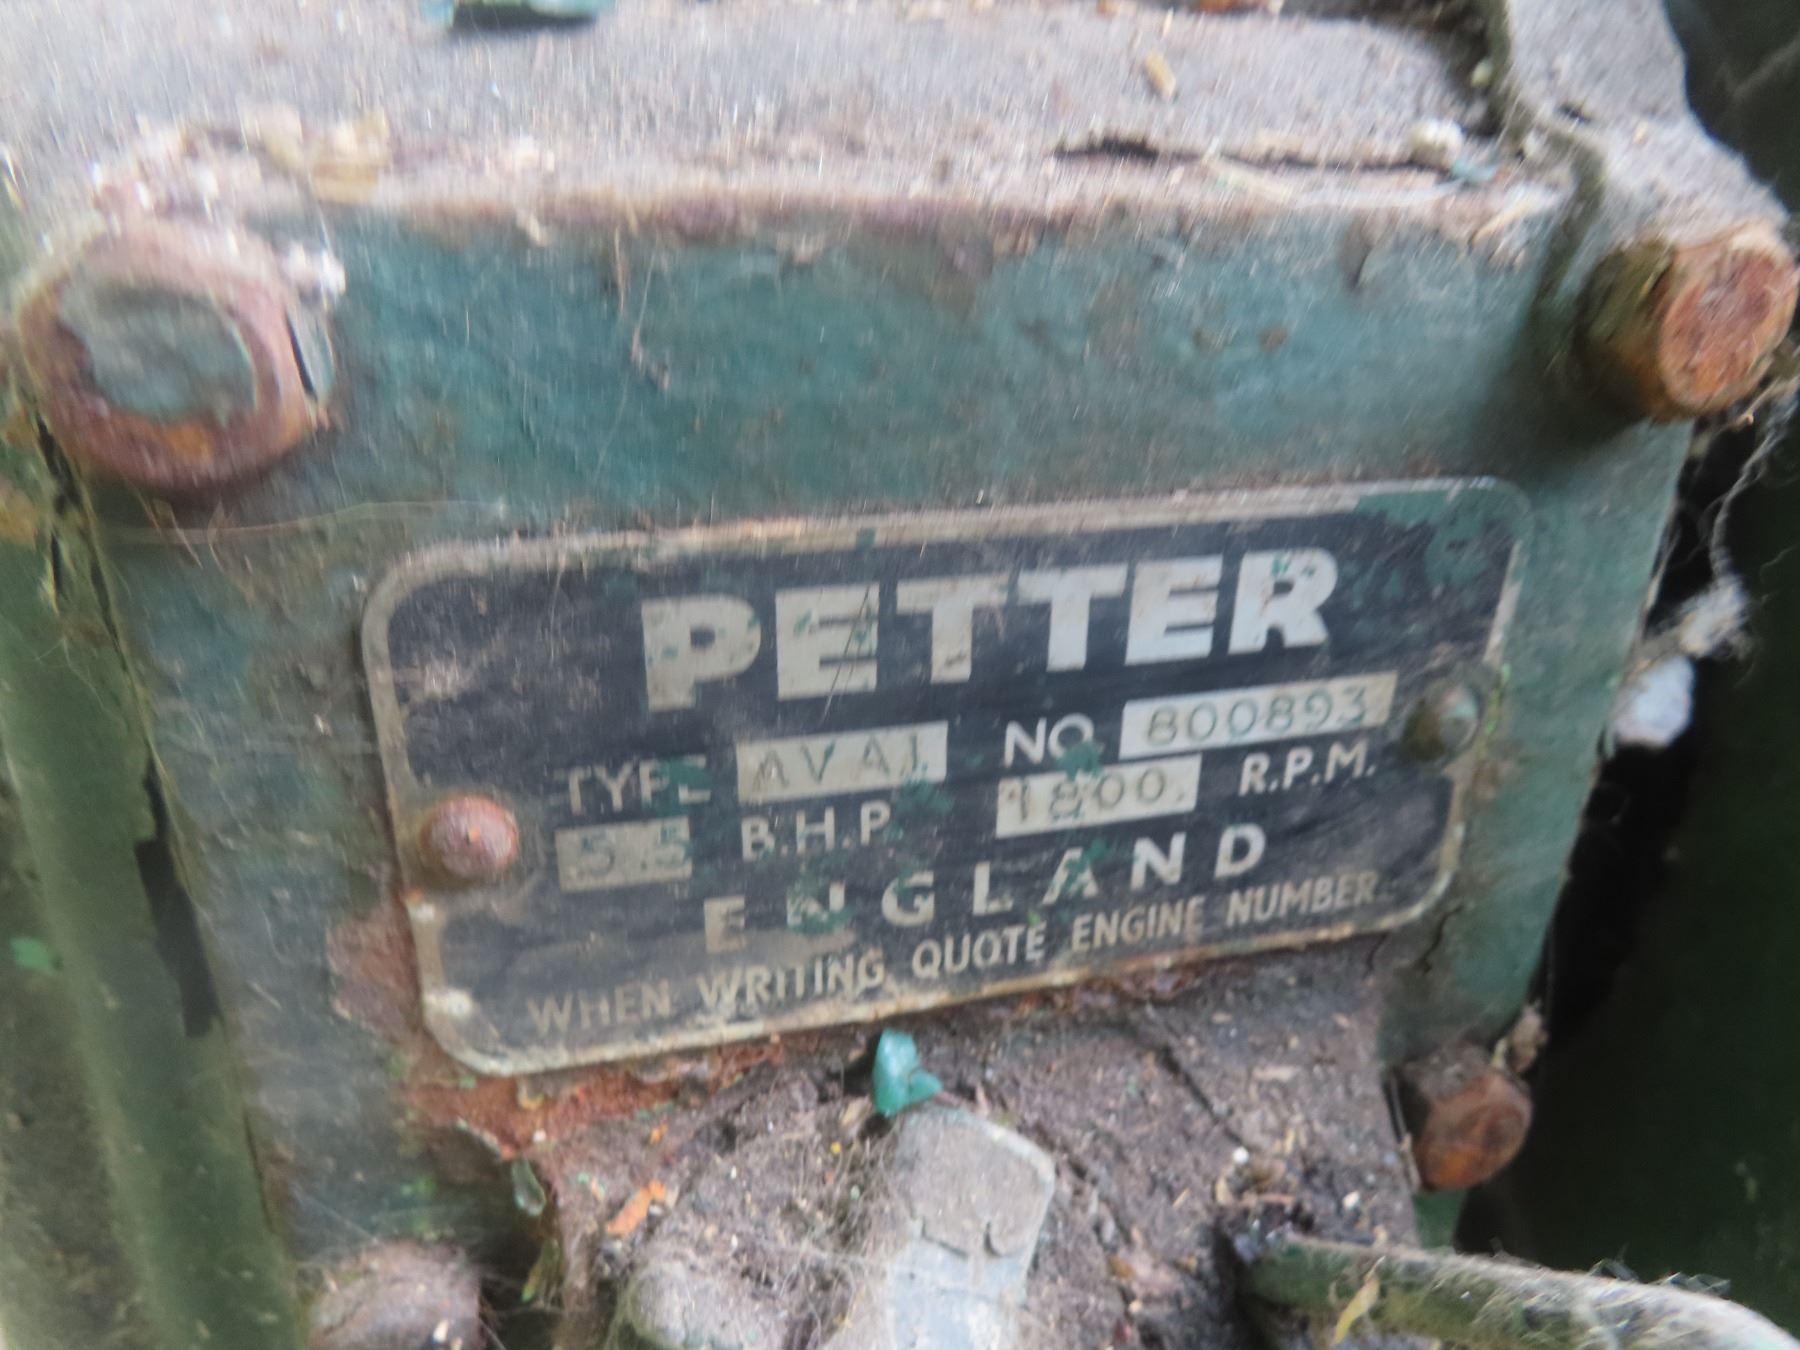 PETTER
TYPE AVA1. NO. 800893
5.5 B.H.P 1800. R.P.M.
ENGLAND
WHEN WRITING QUOTE ENGINE NUMBER.